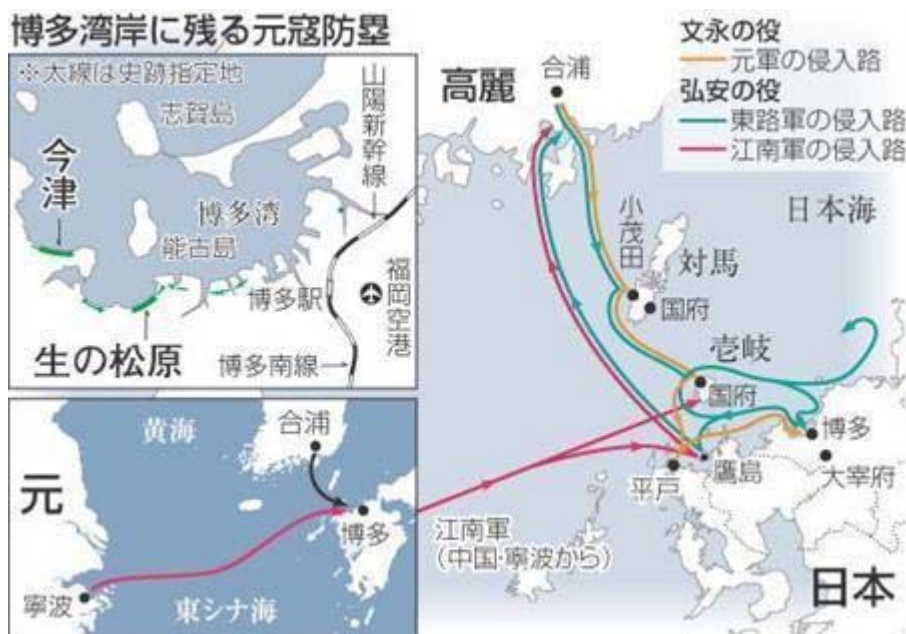 博多湾岸に残る元寇防塁
※太線は史跡指定地
志賀島
山陽新幹線
今津
博多湾
能古島
博多駅
福岡空港
生の松原
博多南線
黄海
合浦
元
博多
寧波
東シナ海
文永の役
元軍の侵入路
弘安の役
東路軍の侵入路
江南軍の侵入路
高麗
合浦
日本海
小茂田
対馬
国府
壱岐
国府
博多
鷹島
平戸
大宰府
江南軍
(中国・寧波から)
日本